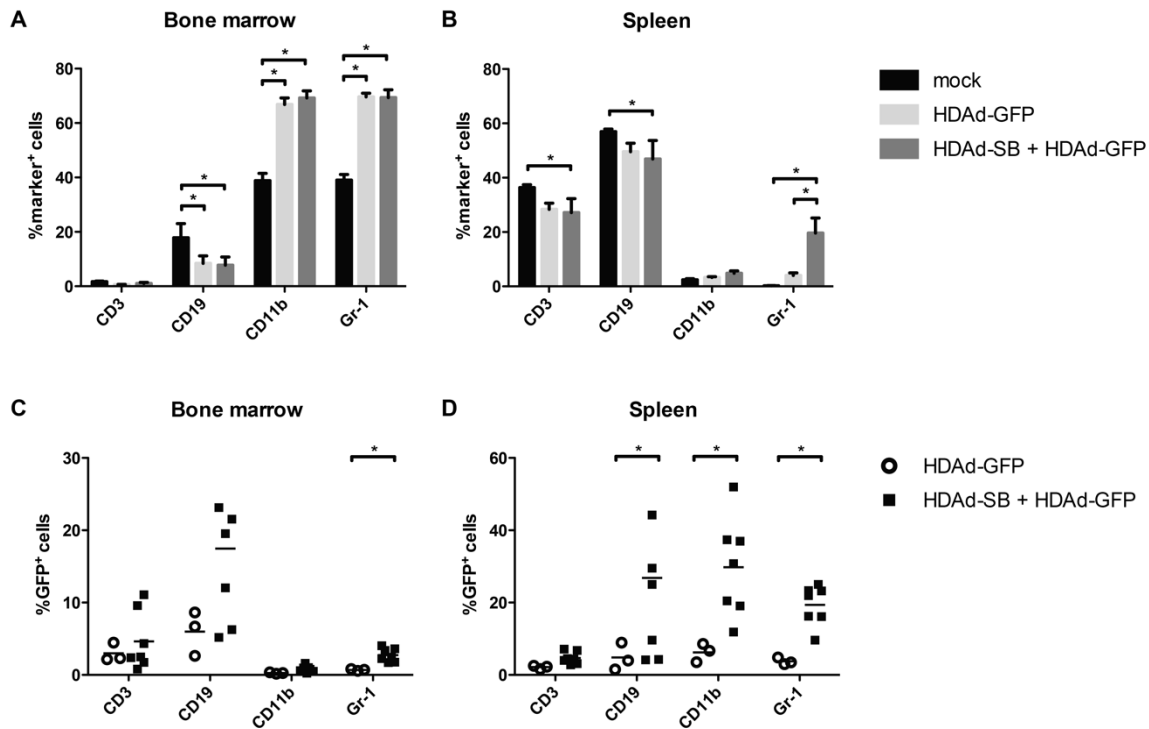 A
Bone marrow
%marker+ cells
80
60
40
20
0
* * * * * *
CD3 CD19 CD11b Gr-1
B
Spleen
%marker+ cells
80
60
40
20
0
* * * *
CD3 CD19 CD11b Gr-1
mock
HDAd-GFP
HDAd-SB + HDAd-GFP
C
Bone marrow
%GFP+ cells
30
20
10
0
*
CD3 CD19 CD11b Gr-1
D
Spleen
%GFP+ cells
60
40
20
0
* * *
CD3 CD19 CD11b Gr-1
HDAd-GFP
HDAd-SB + HDAd-GFP